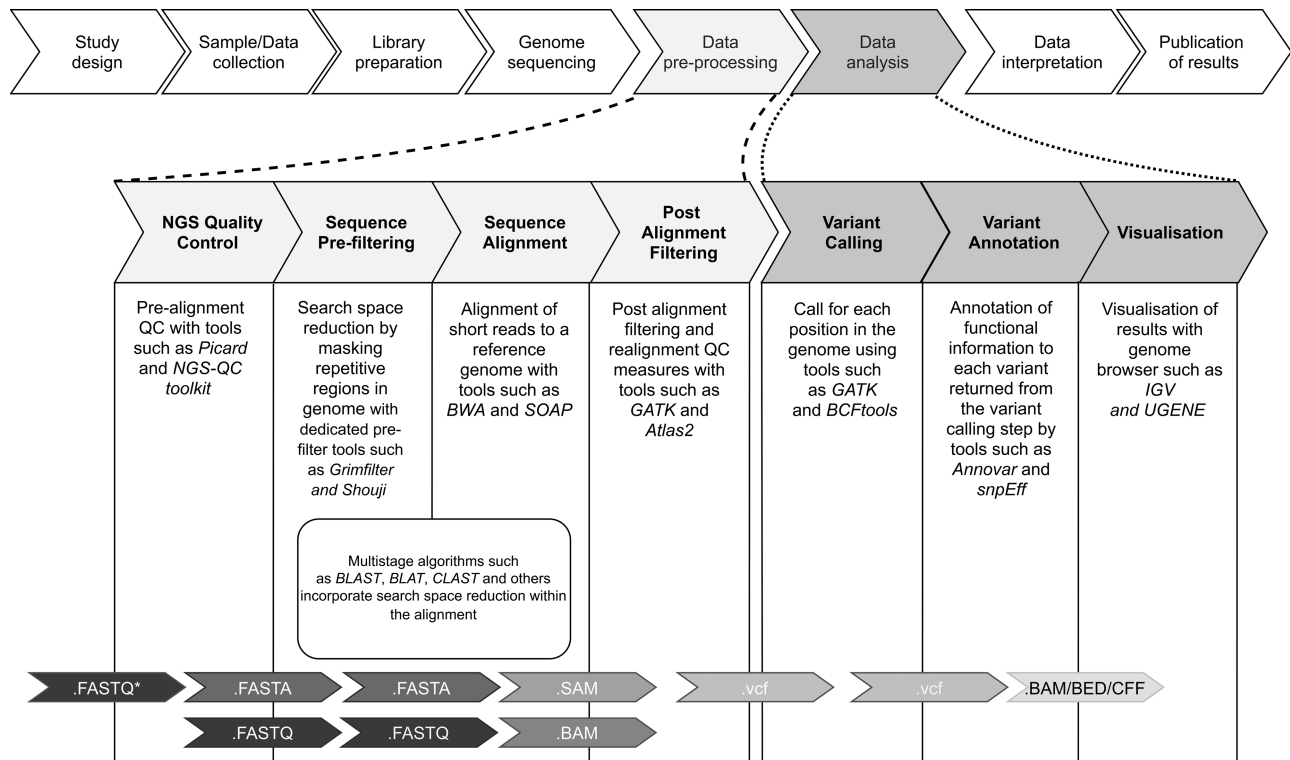 Study
design
Sample/Data
collection
Library
preparation
Genome
sequencing
Data
pre-processing
Data
analysis
Data
interpretation
Publication
of results
NGS Quality
Control
Sequence
Pre-filtering
Sequence
Alignment
Post
Alignment
Filtering
Variant
Calling
Variant
Annotation
Visualisation
Pre-alignment
QC with tools
such as Picard
and NGS-QC
toolkit
Search space
reduction by
masking
repetitive
regions in
genome with
dedicated pre-
filter tools such
as Grimfilter
and Shouji
Alignment of
short reads to a
reference
genome with
tools such as
BWA and SOAP
Post alignment
filtering and
realignment QC
measures with
tools such as
GATK and
Atlas2
Call for each
position in the
genome using
tools such
as GATK
and BCFtools
Annotation of
functional
information to
each variant
returned from
the variant
calling step by
tools such as
Annovar and
snpEff
Visualisation of
results with
genome
browser such as
IGV
and UGENE
Multistage algorithms such
as BLAST, BLAT, CLAST and others
incorporate search space reduction within
the alignment
.FASTQ*
.FASTA
.FASTA
.SAM
.vcf
.vcf
.BAM/BED/CFF
.FASTQ
.FASTQ
.BAM